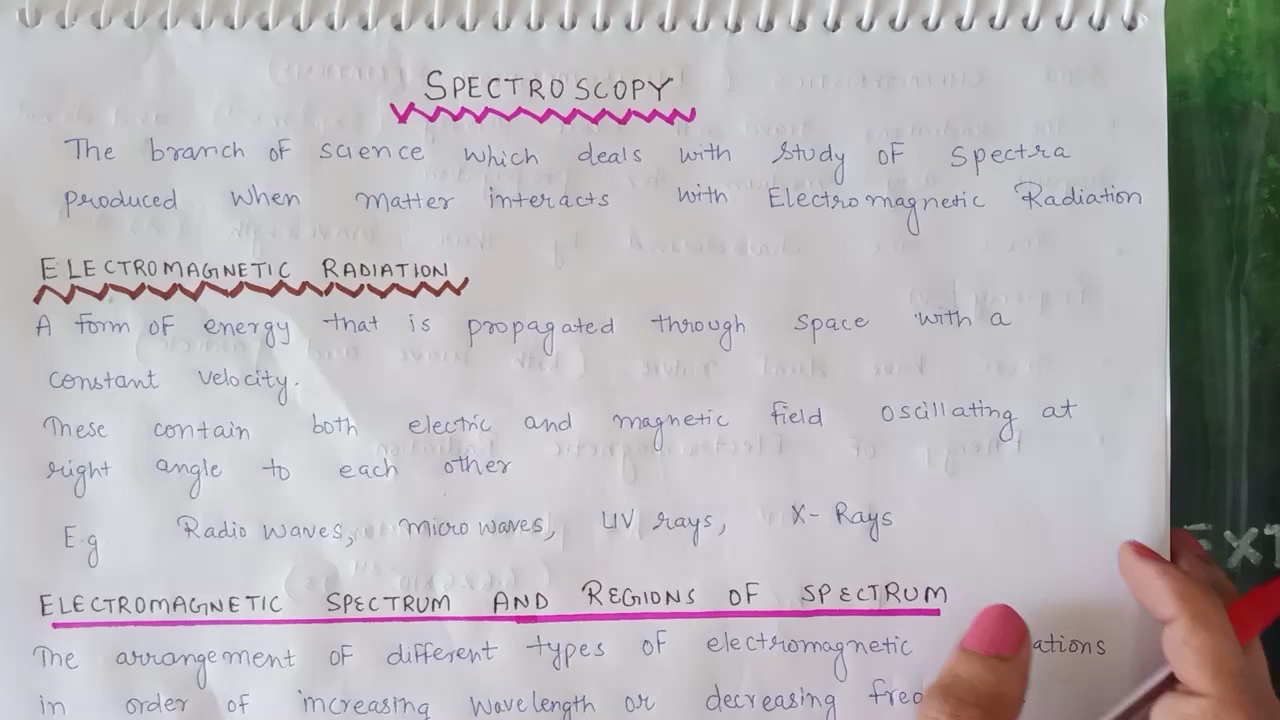 SPECTROSCOPY
The branch of science which deals with study of Spectra
produced when matter interacts with Electromagnetic Radiation
ELECTROMAGNETIC RADIATION
A form of energy that is propagated through space with a
constant velocity.
These contain both electric and magnetic field oscillating at
right angle to each other
E.g Radio waves, micro waves, UV rays, X-Rays
ELECTROMAGNETIC SPECTRUM AND REGIONS OF SPECTRUM
The arrangement of different types of electromagnetic ations
in order of increasing wavelength or decreasing freq
EXT